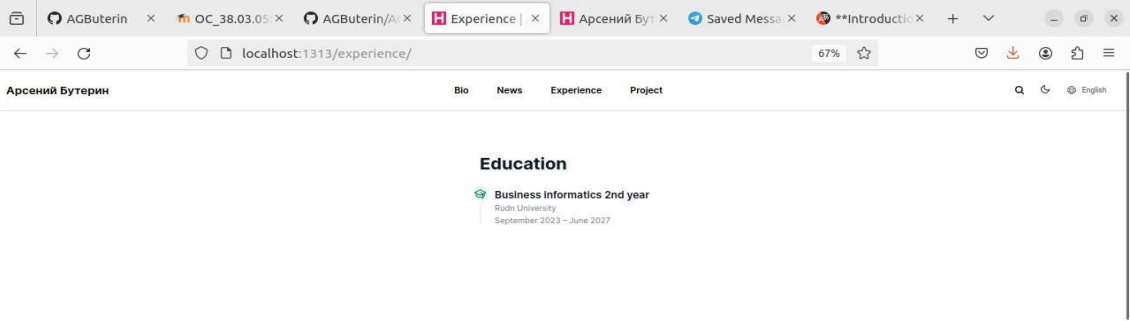 AGButerin
OC_38.03.05
AGButerin/A
Experience |
Арсений Бут
Saved Messa
**Introductio
localhost:1313/experience/
67%
Арсений Бутерин
Bio
News
Experience
Project
English
Education
Business informatics 2nd year
Rudn University
September 2023 – June 2027